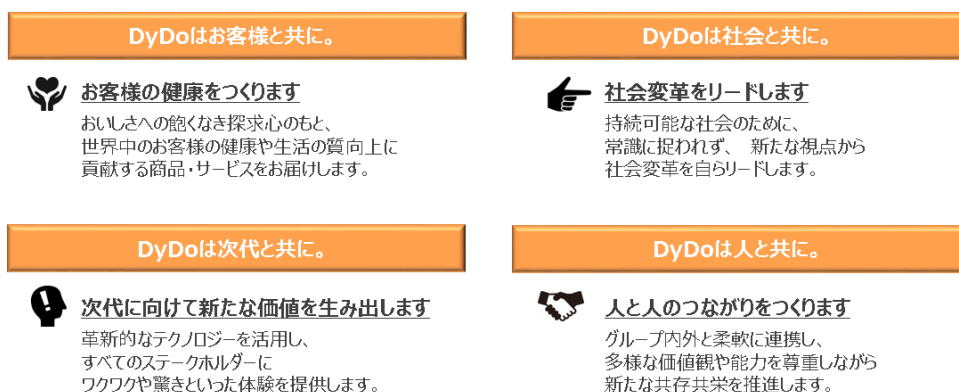 DyDoはお客様と共に。
お客様の健康をつくります
おいしさへの飽くなき探求心のもと、
世界中のお客様の健康や生活の質向上に
貢献する商品・サービスをお届けします。
DyDoは社会と共に。
社会変革をリードします
持続可能な社会のために、
常識に捉われず、 新たな視点から
社会変革を自らリードします。
DyDoは次代と共に。
次代に向けて新たな価値を生み出します
革新的なテクノロジーを活用し、
すべてのステークホルダーに
ワクワクや驚きといった体験を提供します。
DyDoは人と共に。
人と人のつながりをつくります
グループ内外と柔軟に連携し、
多様な価値観や能力を尊重しながら
新たな共存共栄を推進します。